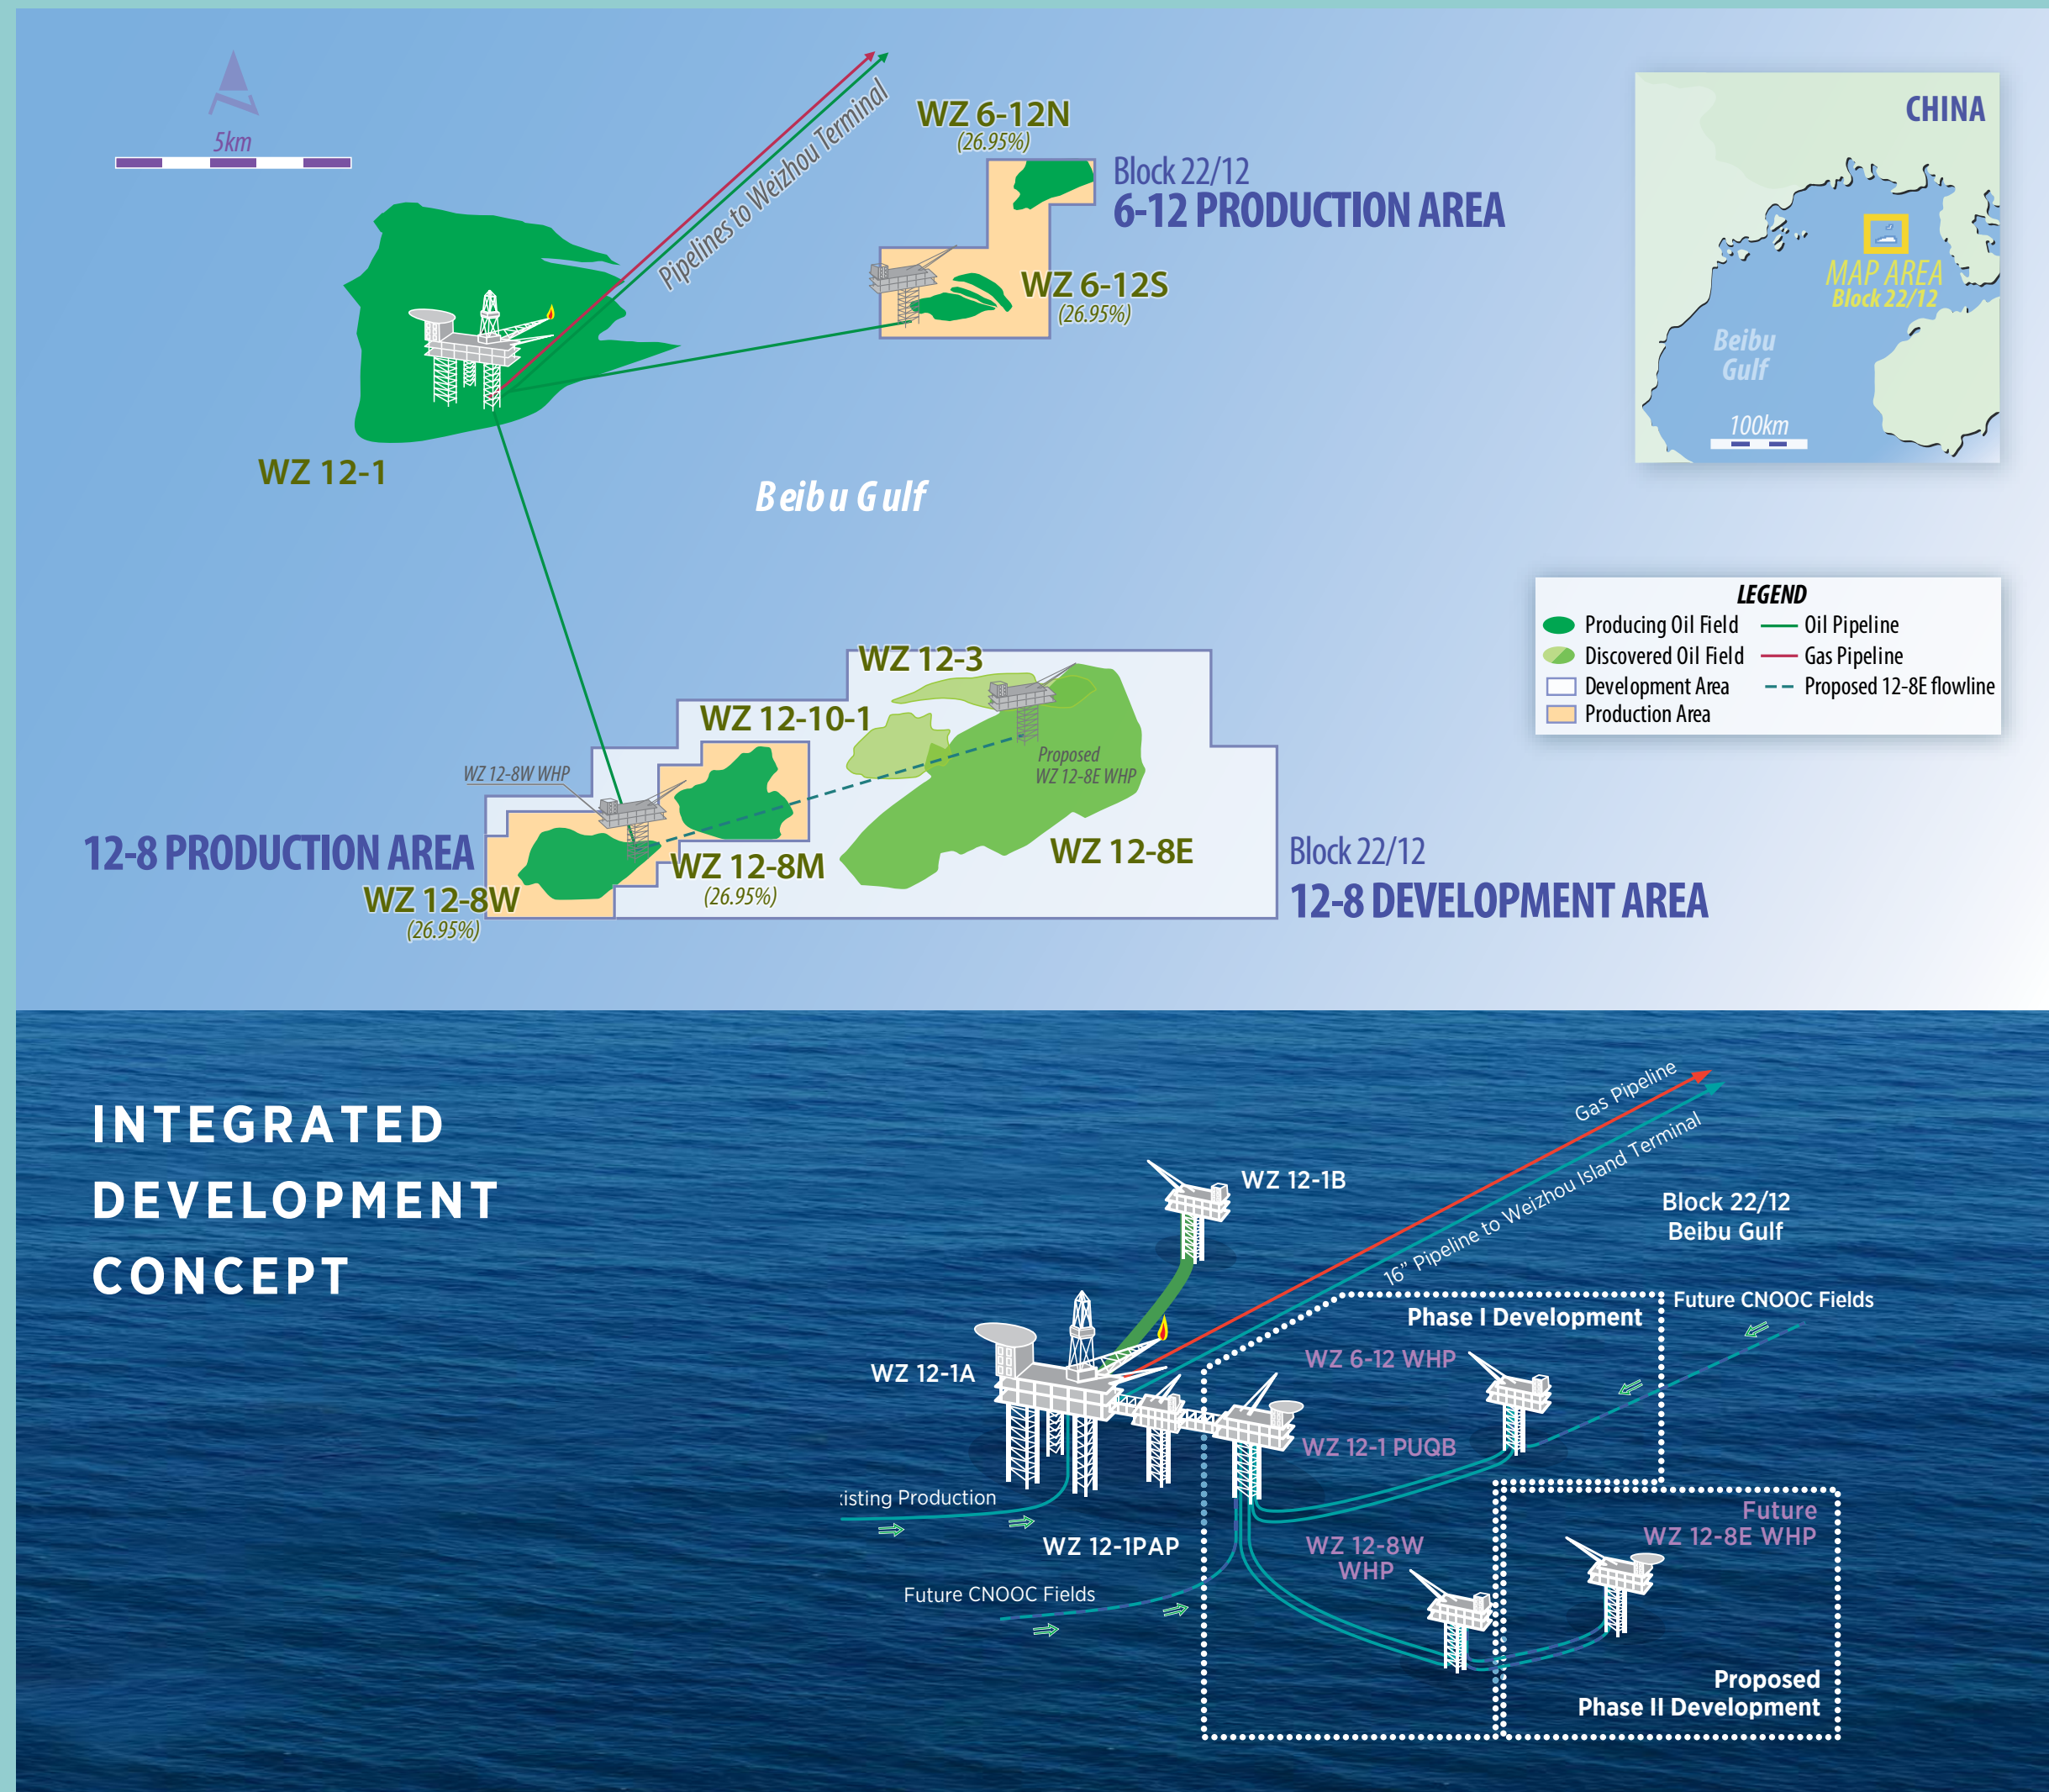 5km
Pipelines to Weizhou Terminal
WZ 6-12N
(26.95%)
Block 22/12
6-12 PRODUCTION AREA
WZ 6-12S
(26.95%)
CHINA
MAP AREA
Block 22/12
Beibu
Gulf
100km
WZ 12-1
Beibu Gulf
LEGEND
Producing Oil Field
Oil Pipeline
Discovered Oil Field
Gas Pipeline
Development Area
Proposed 12-8E flowline
Production Area
WZ 12-3
WZ 12-10-1
Proposed
WZ 12-8E WHP
WZ 12-8W WHP
12-8 PRODUCTION AREA
WZ 12-8M
(26.95%)
WZ 12-8E
Block 22/12
12-8 DEVELOPMENT AREA
WZ 12-8W
(26.95%)
INTEGRATED
DEVELOPMENT
CONCEPT
Gas Pipeline
16” Pipeline to Weizhou Island Terminal
WZ 12-1B
Block 22/12
Beibu Gulf
Future CNOOC Fields
Phase I Development
WZ 12-1A
WZ 6-12 WHP
WZ 12-1 PUQB
isting Production
WZ 12-1PAP
Future CNOOC Fields
WZ 12-8W
WHP
Future
WZ 12-8E WHP
Proposed
Phase II Development